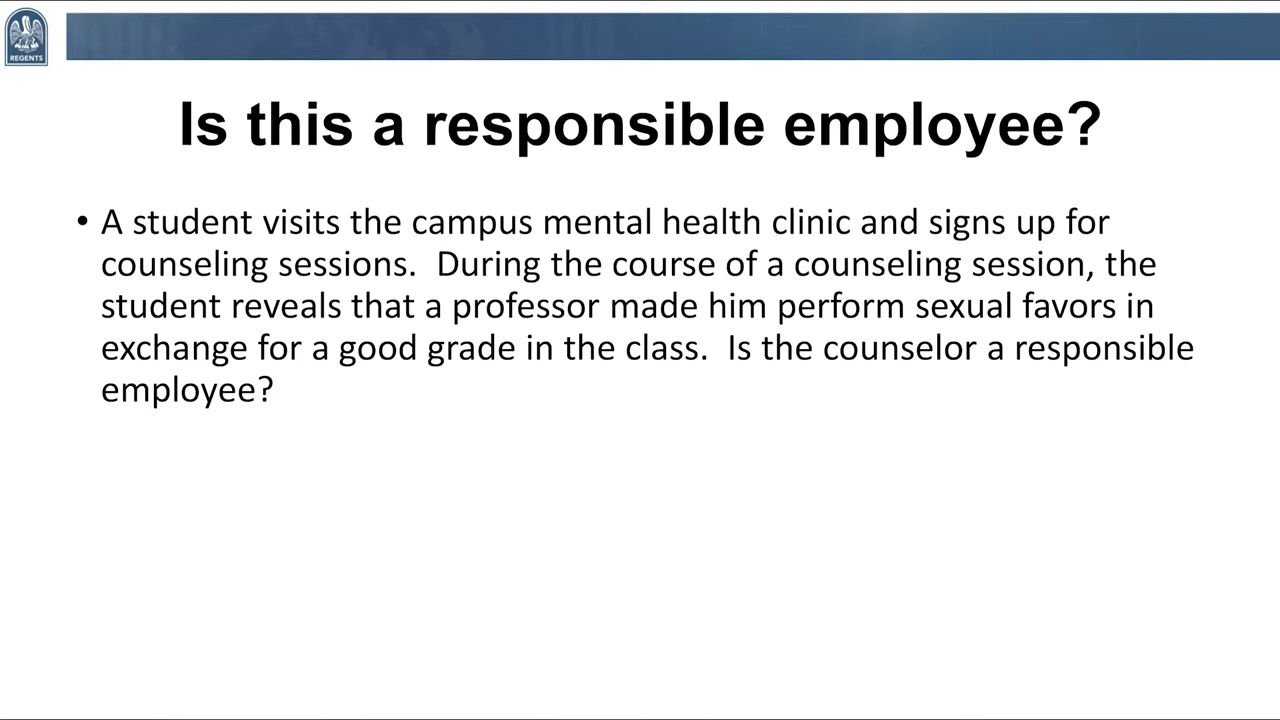 REGENTS
Is this a responsible employee?
• A student visits the campus mental health clinic and signs up for
counseling sessions.  During the course of a counseling session, the
student reveals that a professor made him perform sexual favors in
exchange for a good grade in the class.  Is the counselor a responsible
employee?